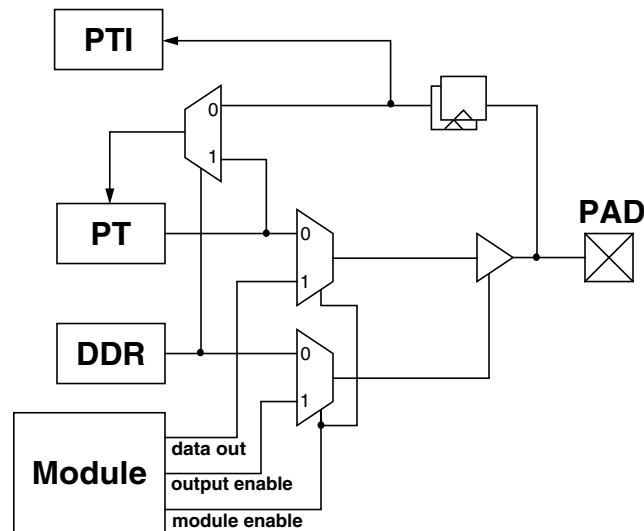 PTI
0
1
PT
PAD
0
1
DDR
0
1
Module
data out
output enable
module enable